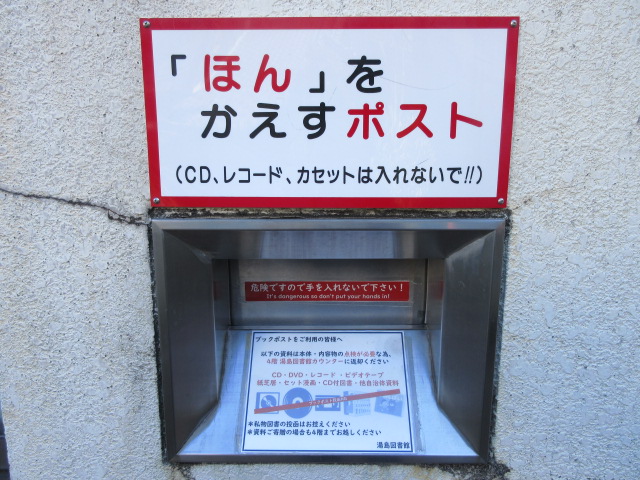 「ほん」を
かえすポスト
(CD、レコード、カセットは入れないで!!)
危険ですので手を入れないで下さい!
It's dangerous so don't put your hands in!
ブックポストをご利用の皆様へ
以下の資料は本体・内容物の点検が必要な為、
4階 湯島図書館カウンターに返却ください
CD・DVD・レコード・ビデオテープ
紙芝居・セット漫画・CD付図書・他自治体資料
*私物図書の投函はお控えください
*資料ご寄贈の場合も4階までお越しください
湯島図書館